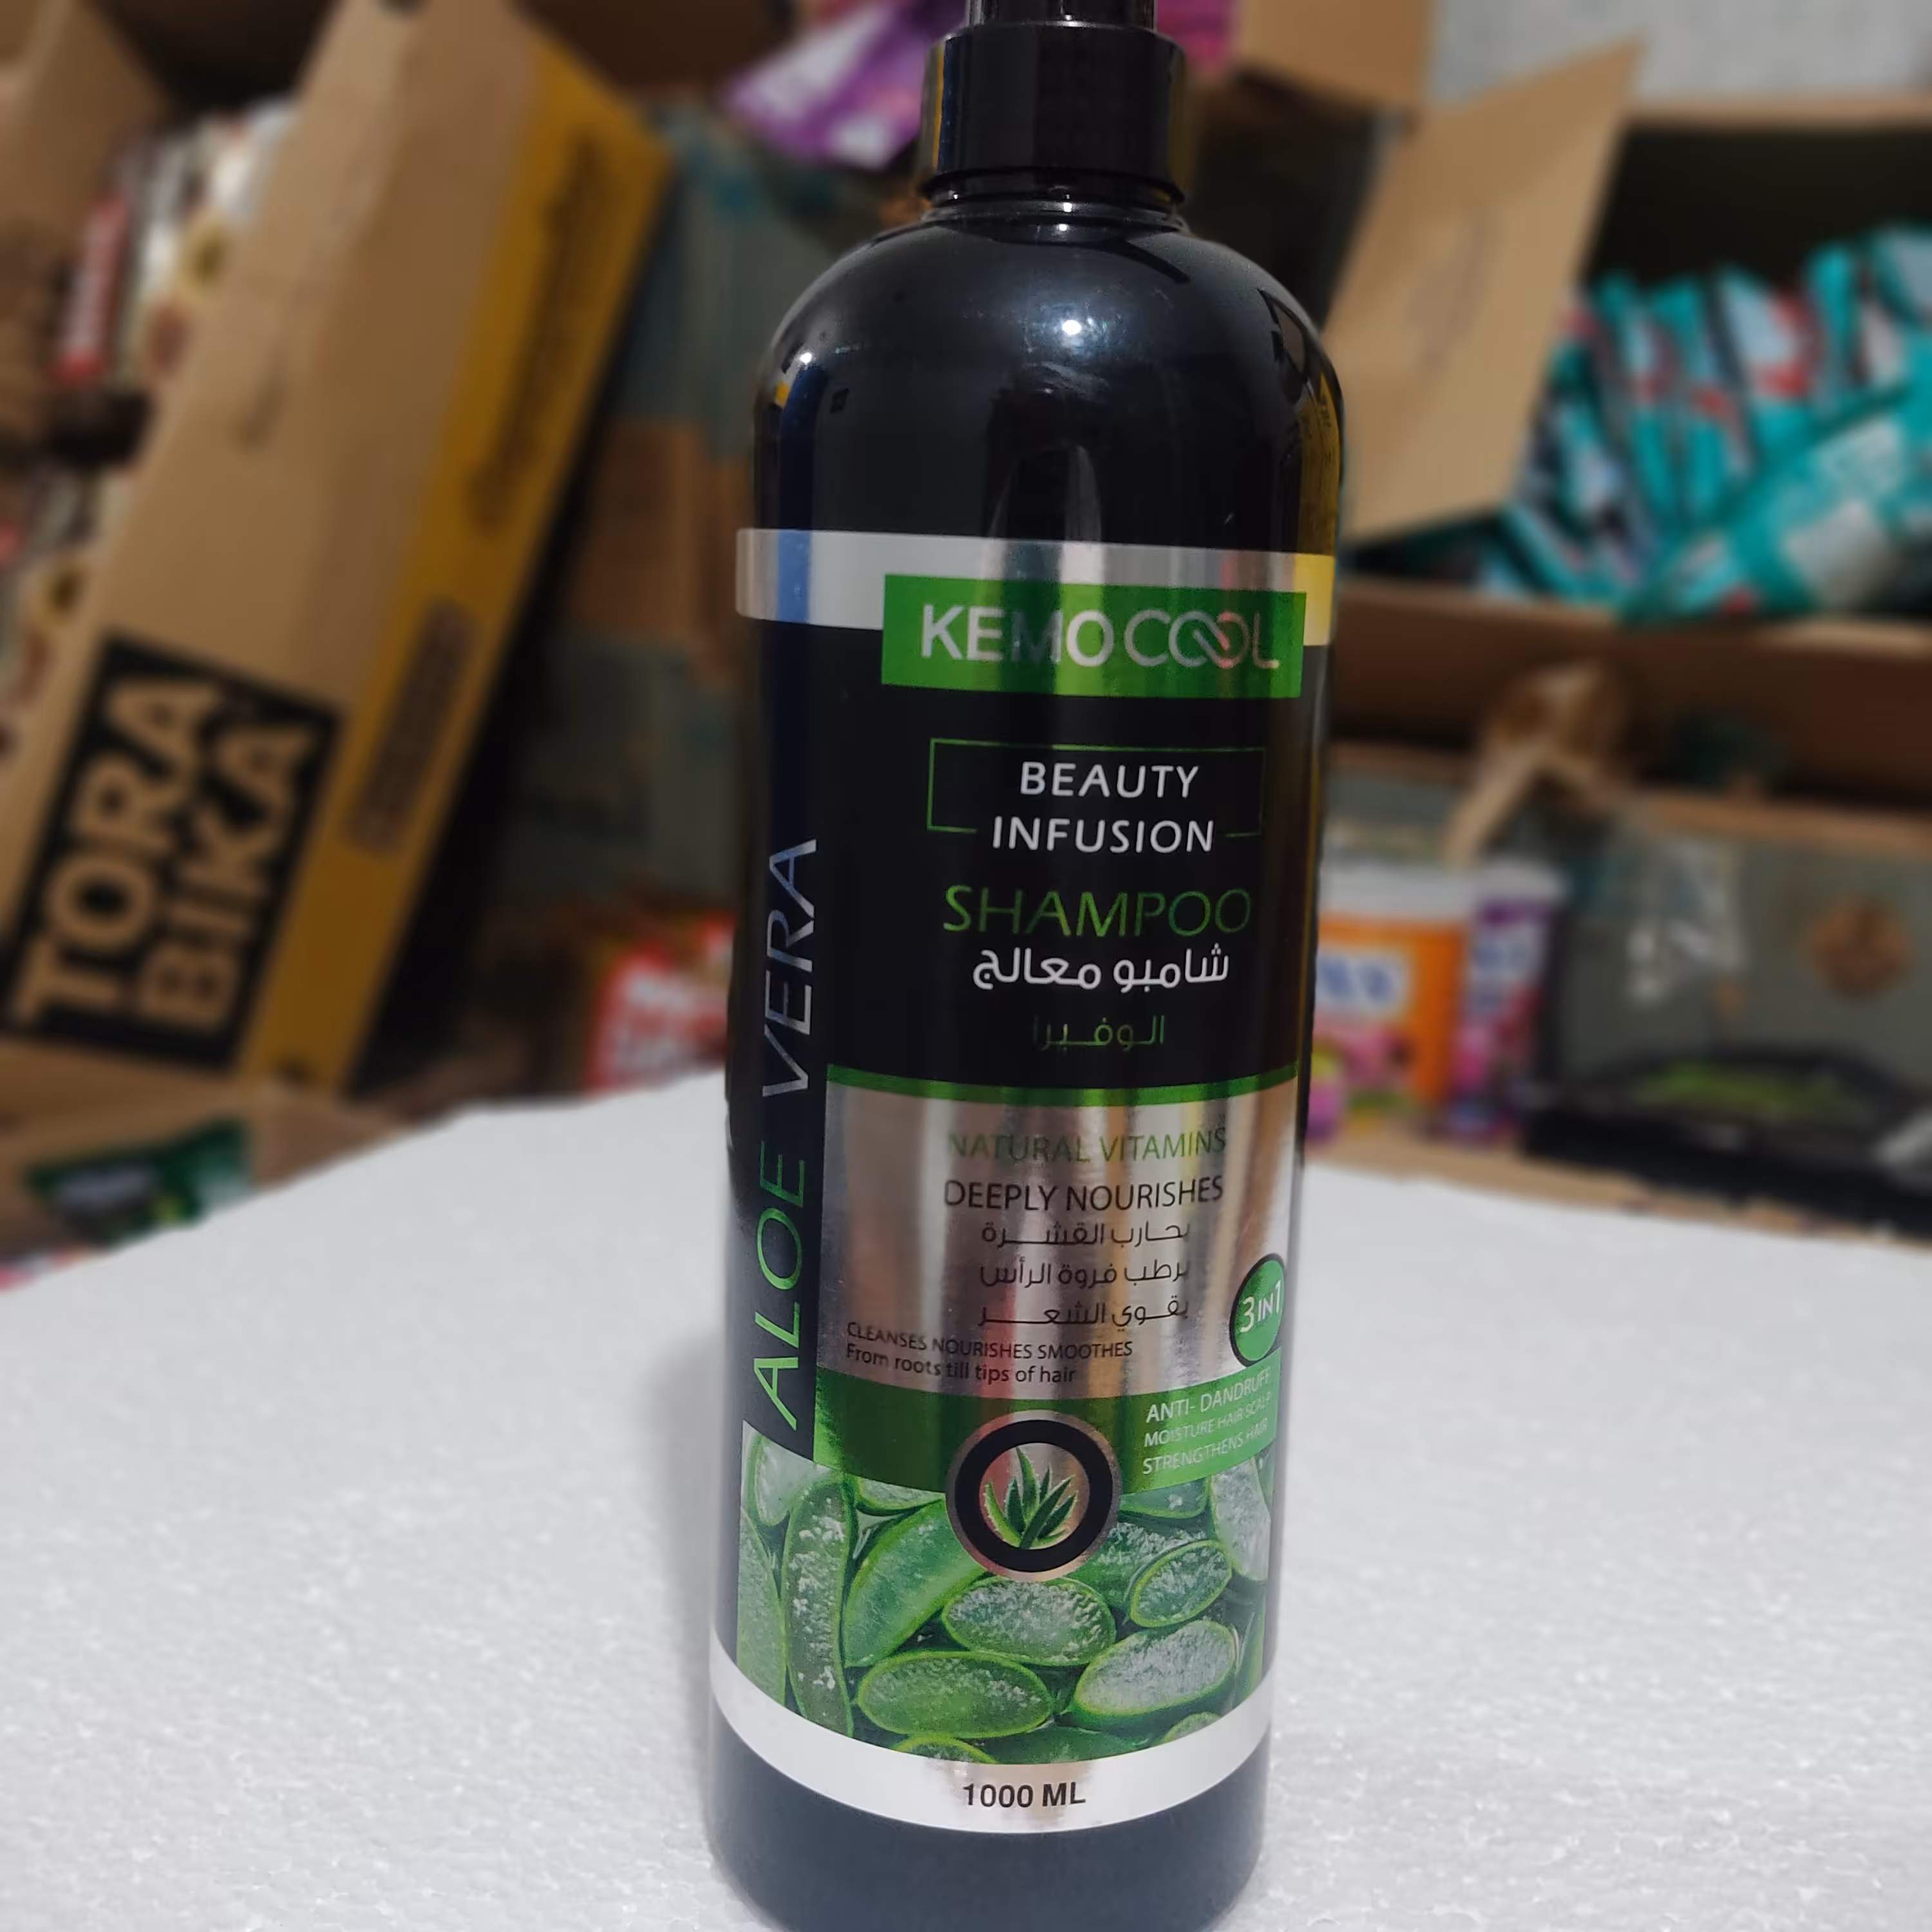 KEMO COOL
BEAUTY
INFUSION
SHAMPOO
شامبو معالج
الوفيرا
ALOE VERA
NATURAL VITAMINS
DEEPLY NOURISHES
يحارب القشرة
يرطب فروة الرأس
يقوي الشعر
CLEANSES NOURISHES SMOOTHES
From roots till tips of hair
3 IN 1
ANTI- DANDRUFF
MOISTURE HAIR SCALP
STRENGTHENS HAIR
1000 ML
TORA
BIKA